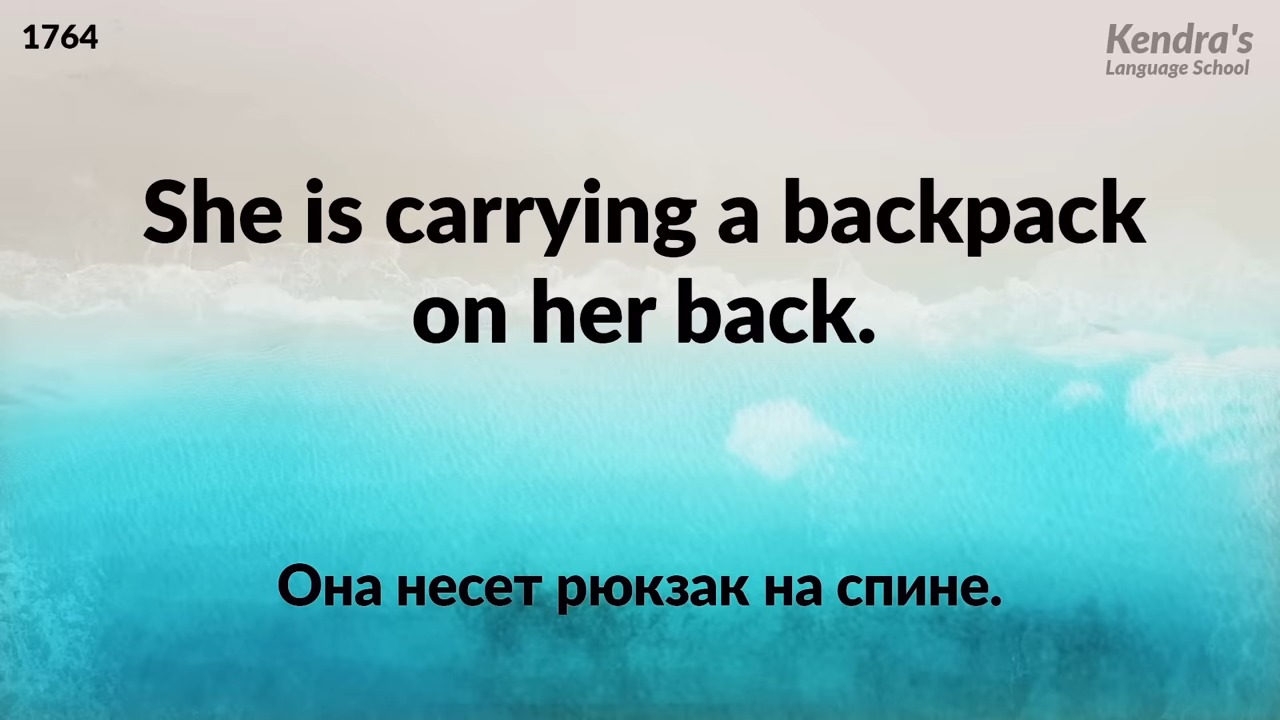 1764
Kendra's
Language School
She is carrying a backpack
on her back.
Она несет рюкзак на спине.